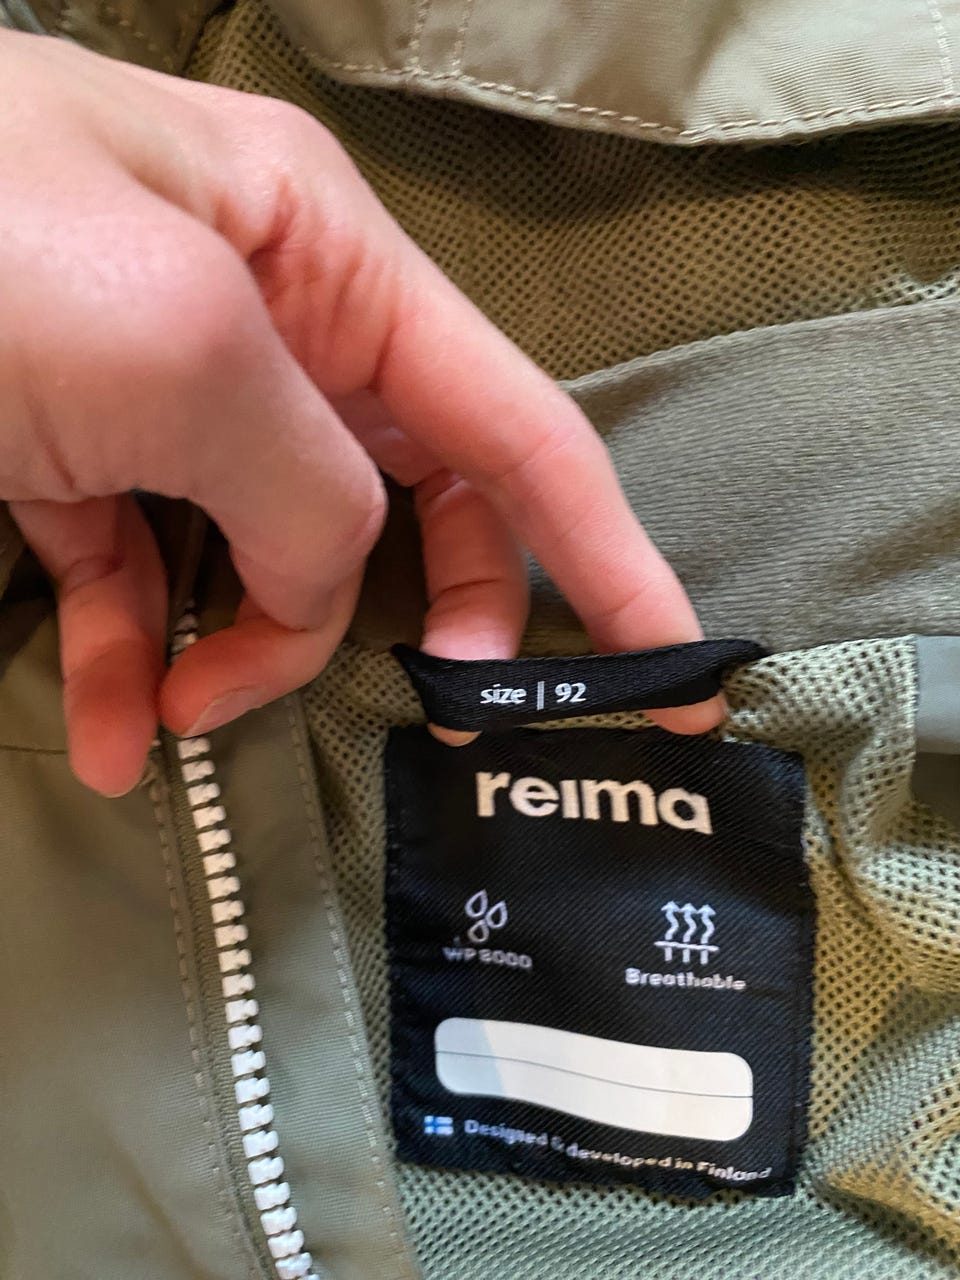 size | 92
reima
WP 8000
Breathable
Designed & developed in Finland